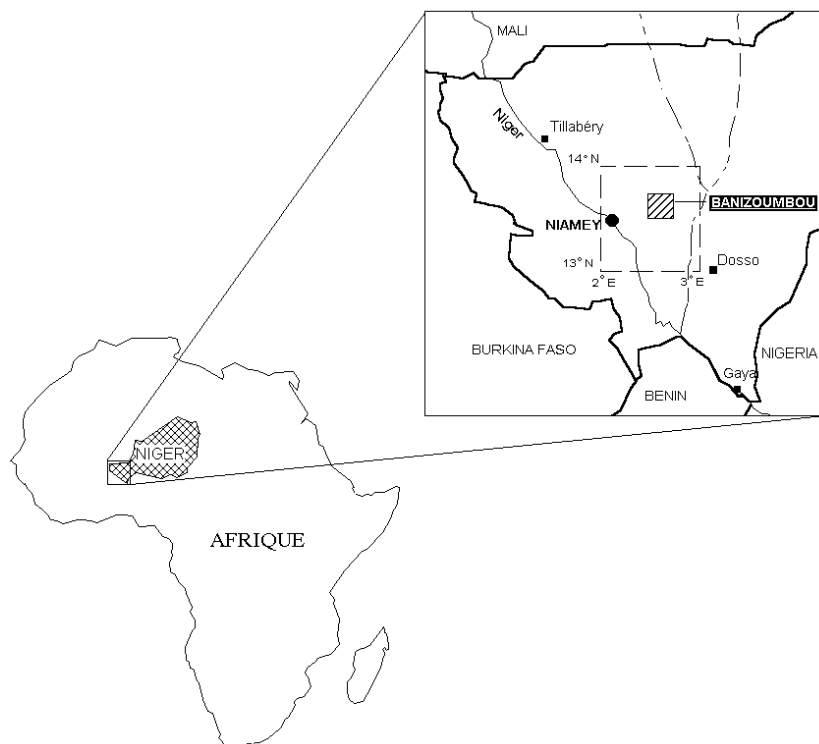 MALI
Niger
Tillabéry
14° N
BANIZOUMBOU
NIAMEY
13° N
2° E
3° E
Dosso
BURKINA FASO
NIGERIA
Gaya
BENIN
NIGER
AFRIQUE